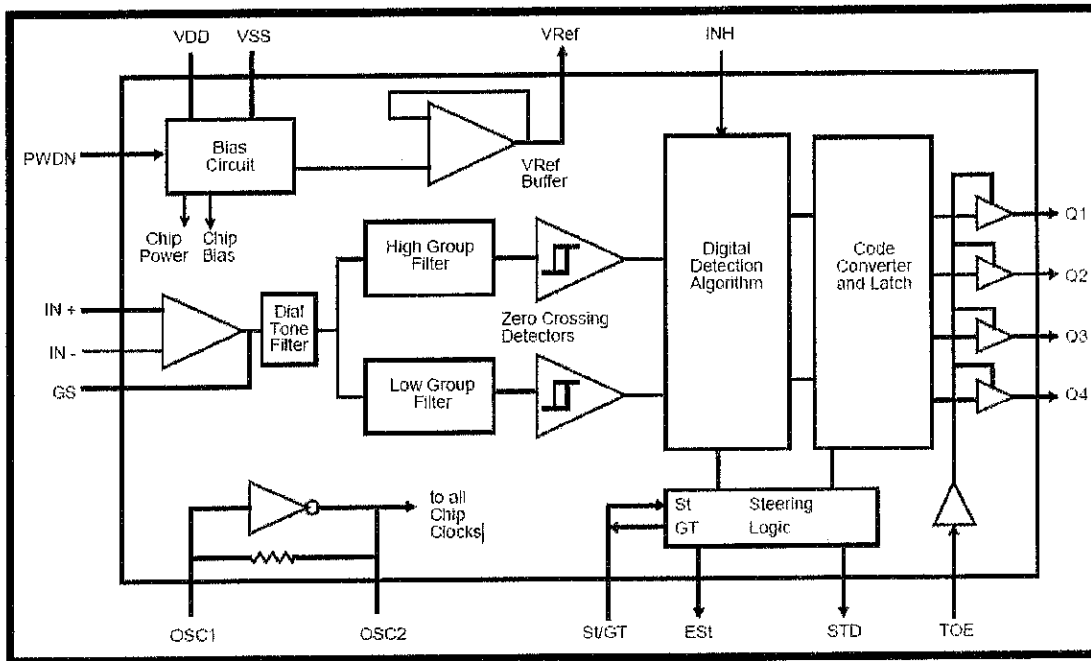 VDD
VSS
VRef
INH
PWDN
Bias
Circuit
VRef
Buffer
Chip
Power
Chip
Bias
High Group
Filter
Digital
Detection
Algorithm
Code
Converter
and Latch
Q1
Q2
Q3
Q4
IN +
IN -
GS
Dial
Tone
Filter
Zero Crossing
Detectors
Low Group
Filter
to all
Chip
Clocks
St
Steering
GT
Logic
OSC1
OSC2
St/GT
ESt
STD
TOE